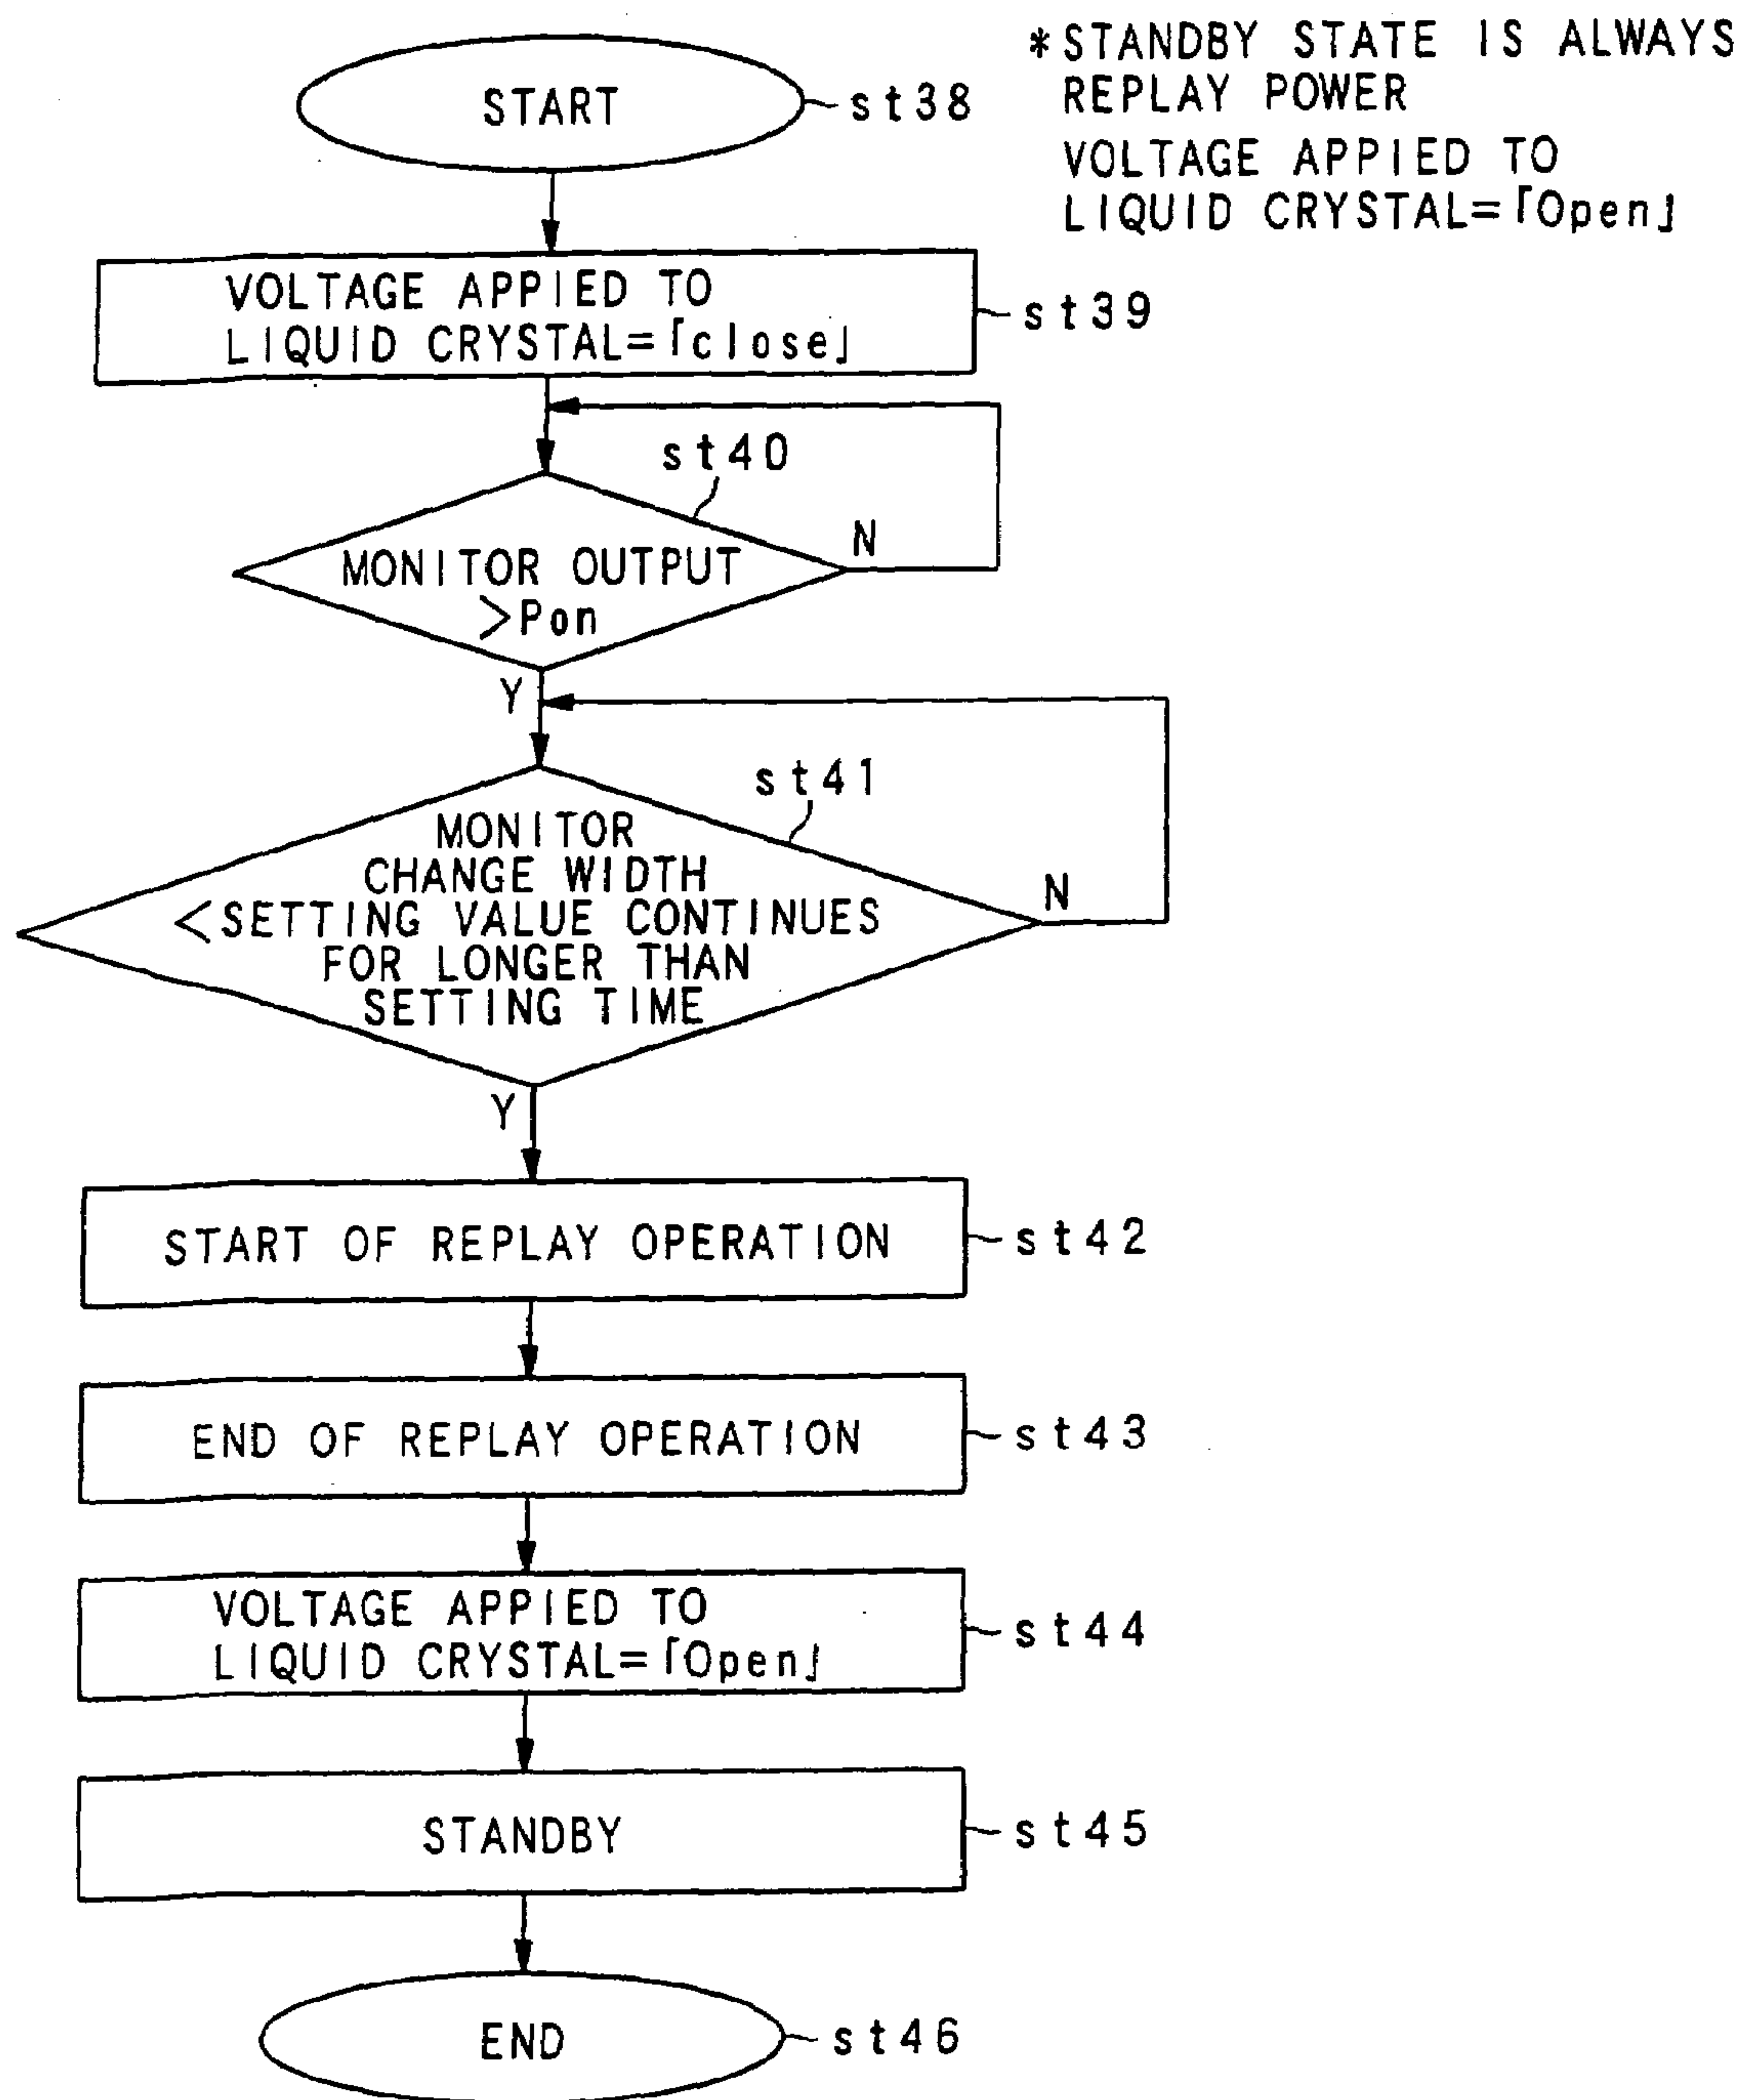 START
st38
*STANDBY STATE IS ALWAYS
REPLAY POWER
VOLTAGE APPIED TO
LIQUID CRYSTAL=｢Open｣
VOLTAGE APPIED TO
LIQUID CRYSTAL=｢close｣
st39
st40
MONITOR OUTPUT
>Pon
N
Y
st41
MONITOR
CHANGE WIDTH
<SETTING VALUE CONTINUES
FOR LONGER THAN
SETTING TIME
N
Y
START OF REPLAY OPERATION
st42
END OF REPLAY OPERATION
st43
VOLTAGE APPIED TO
LIQUID CRYSTAL=｢Open｣
st44
STANDBY
st45
END
st46